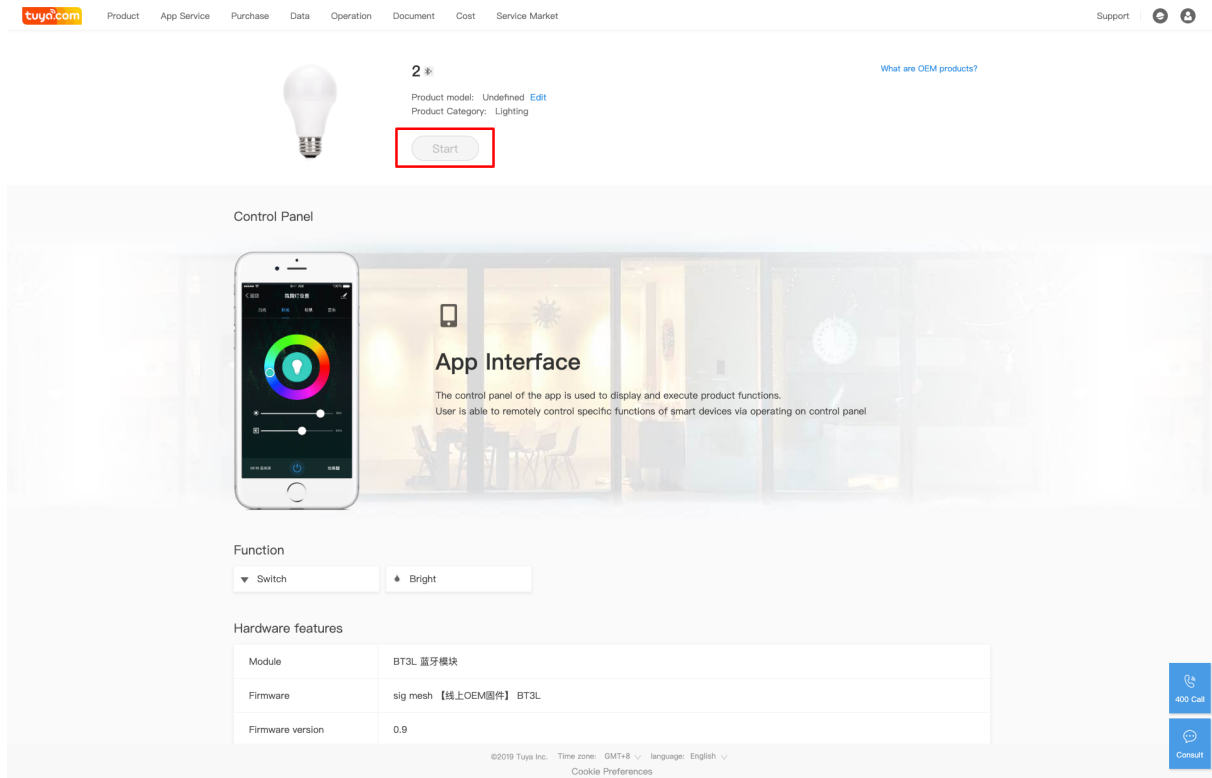 tuya.com Product App Service Purchase Data Operation Document Cost Service Market Support
2
What are OEM products?
Product model: Undefined Edit
Product Category: Lighting
Start
Control Panel
App Interface
The control panel of the app is used to display and execute product functions.
User is able to remotely control specific functions of smart devices via operating on control panel
Function
Switch Bright
Hardware features
Module BT3L 蓝牙模块
Firmware sig mesh 【线上OEM固件】 BT3L
Firmware version 0.9
400 Call
Consult
©2019 Tuya Inc. Time zone: GMT+8 language: English
Cookie Preferences